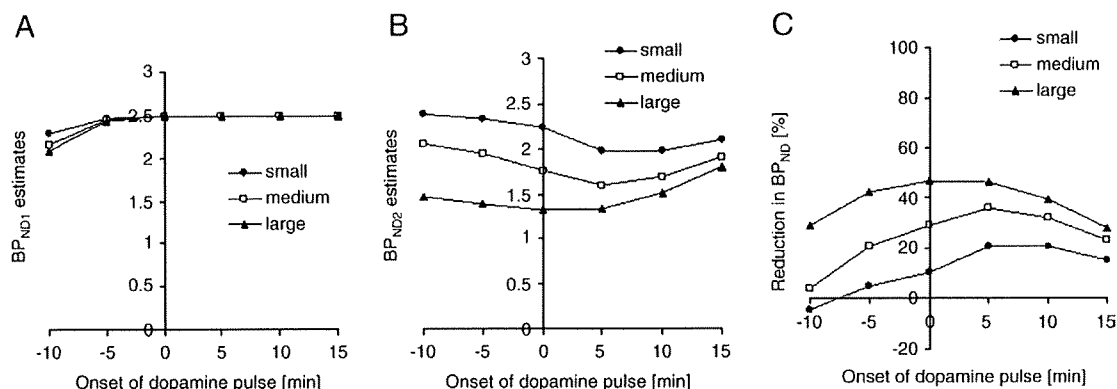 A
BP_ND1 estimates
3
2.5
2
1.5
1
0.5
0
small
medium
large
-10 -5 0 5 10 15
Onset of dopamine pulse [min]
B
BP_ND2 estimates
small
medium
large
3
2.5
2
1.5
1
0.5
0
-10 -5 0 5 10 15
Onset of dopamine pulse [min]
C
Reduction in BP_ND [%]
small
medium
large
100
80
60
40
20
0
-20
-10 -5 0 5 10 15
Onset of dopamine pulse [min]